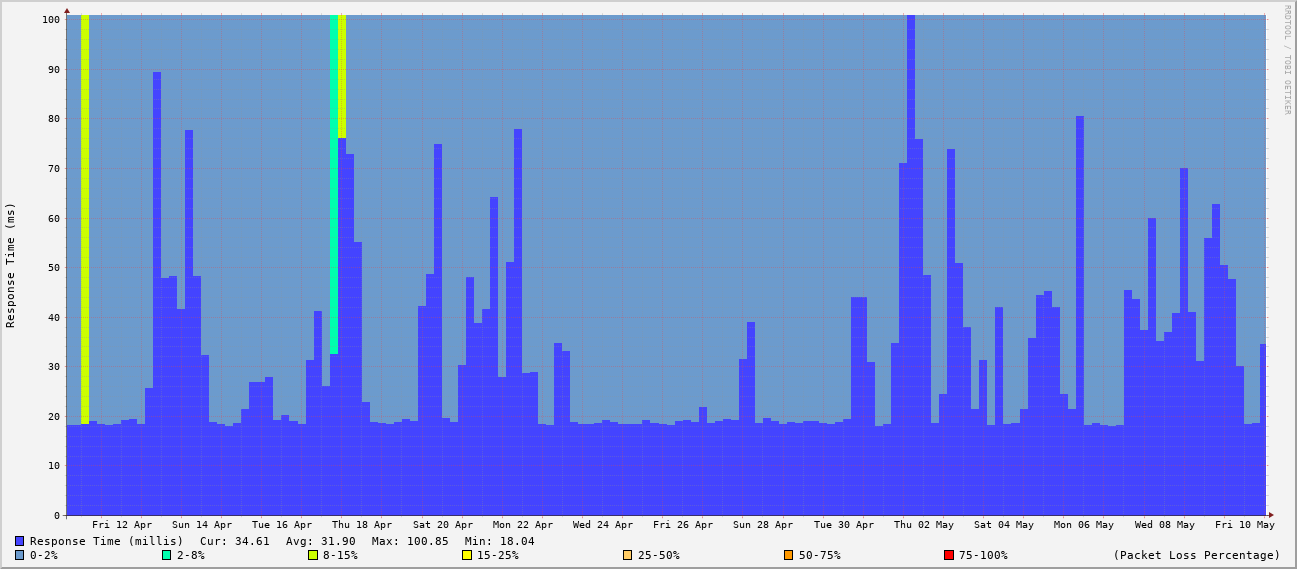 RRDTOOL / TOBI OETIKER
Response Time (ms)
100
90
80
70
60
50
40
30
20
10
0
Fri 12 Apr Sun 14 Apr Tue 16 Apr Thu 18 Apr Sat 20 Apr Mon 22 Apr Wed 24 Apr Fri 26 Apr Sun 28 Apr Tue 30 Apr Thu 02 May Sat 04 May Mon 06 May Wed 08 May Fri 10 May
Response Time (millis) Cur: 34.61 Avg: 31.90 Max: 100.85 Min: 18.04
0-2% 2-8% 8-15% 15-25% 25-50% 50-75% 75-100% (Packet Loss Percentage)